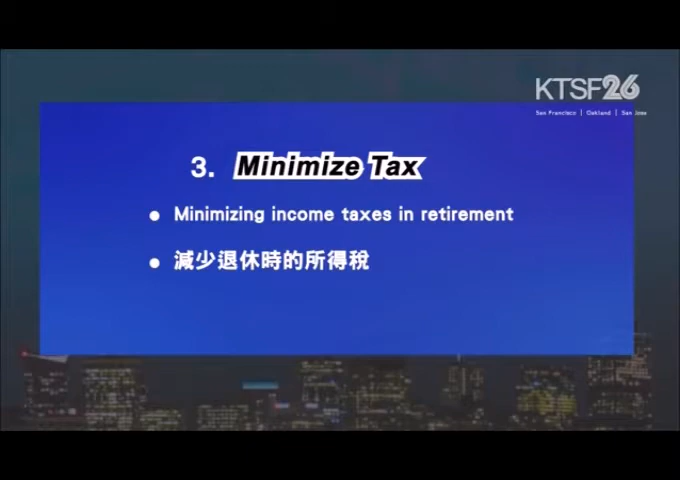 KTSF26
San Francisco | Oakland | San Jose
3. Minimize Tax
• Minimizing income taxes in retirement
• 減少退休時的所得稅